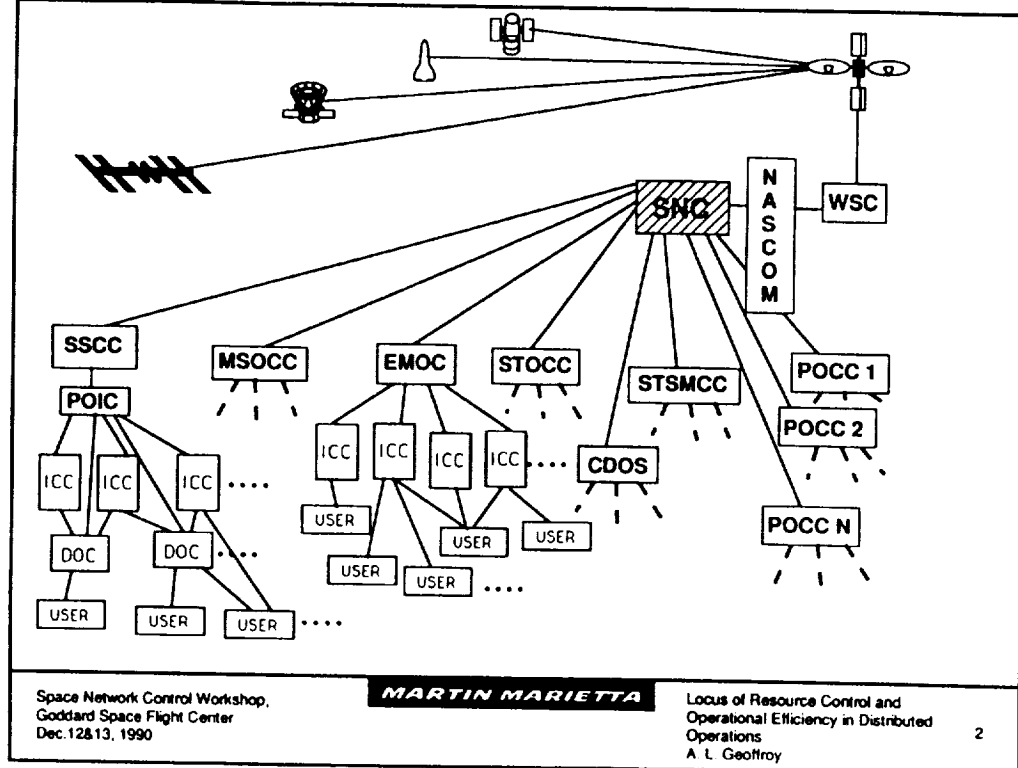 SNC
NASCOM
WSC
SSCC
MSOCC
EMOC
STOCC
STSMCC
POCC 1
POCC 2
POIC
CDOS
POCC N
ICC
ICC
ICC
....
ICC
ICC
ICC
ICC
....
DOC
DOC
....
USER
USER
USER
....
USER
USER
USER
USER
USER
....
Space Network Control Workshop,
Goddard Space Flight Center
Dec.12&13, 1990
MARTIN MARIETTA
Locus of Resource Control and
Operational Efficiency in Distributed
Operations
A. L. Geoffroy
2